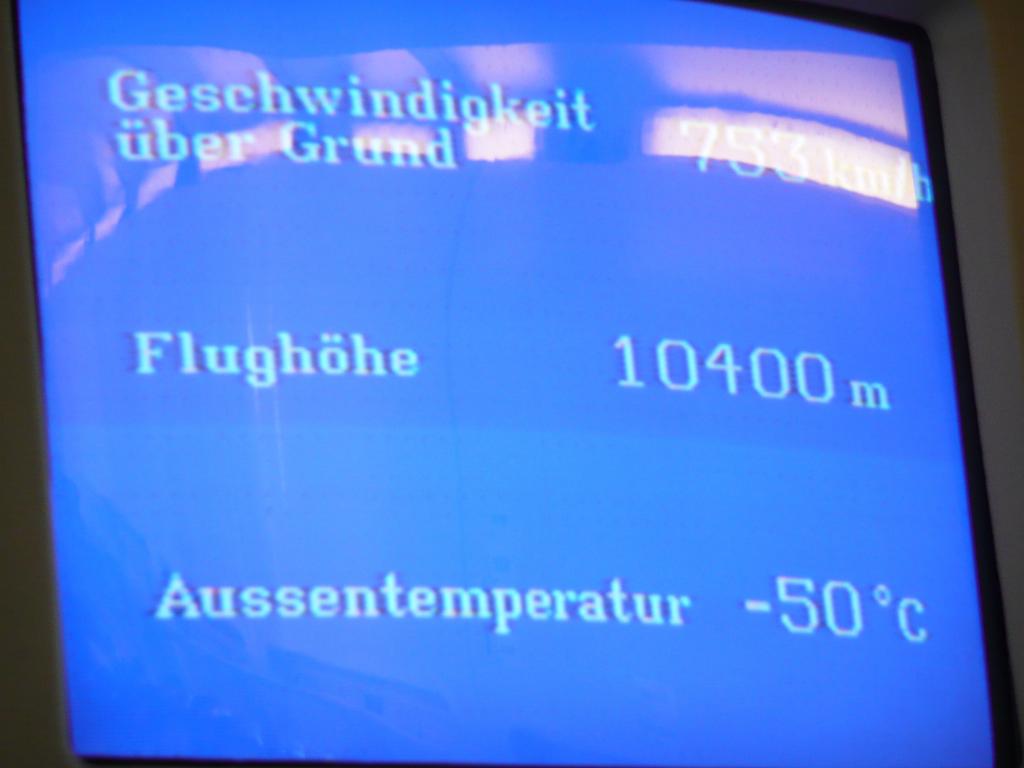 Geschwindigkeit
über Grund 753 km/h
Flughöhe 10400 m
Aussentemperatur -50°C